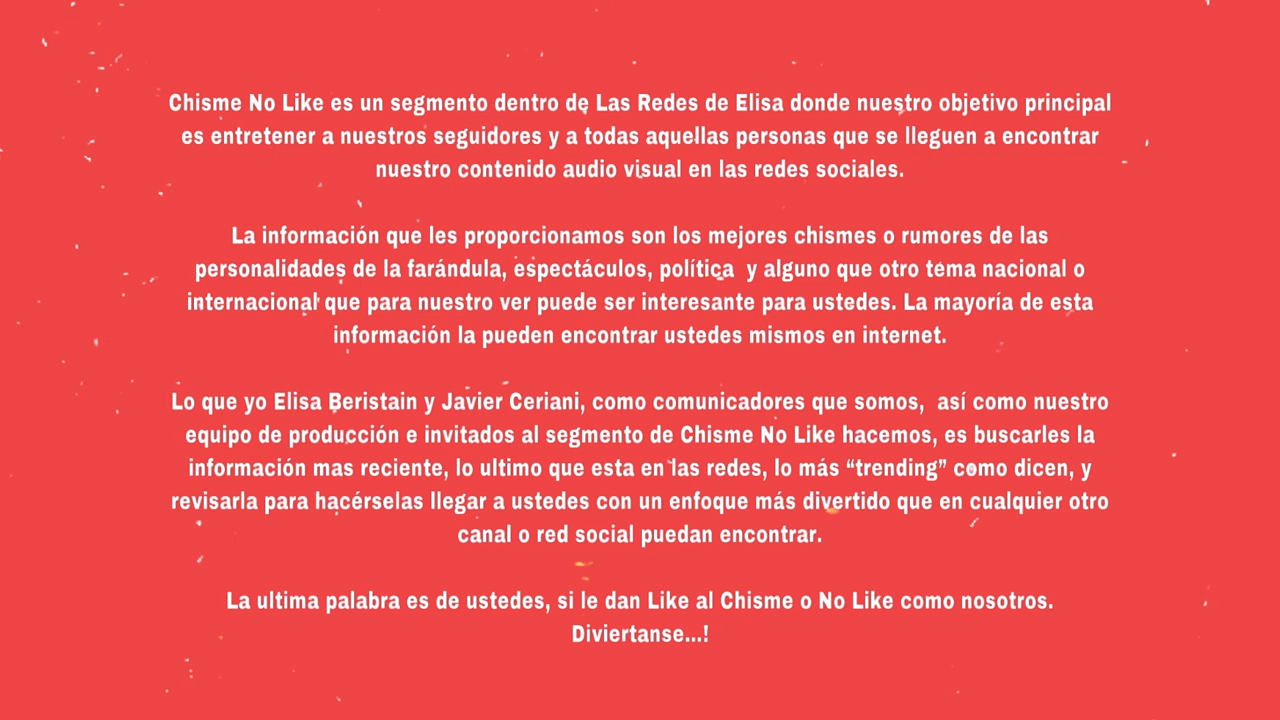 Chisme No Like es un segmento dentro de Las Redes de Elisa donde nuestro objetivo principal
es entretener a nuestros seguidores y a todas aquellas personas que se lleguen a encontrar
nuestro contenido audio visual en las redes sociales.
La información que les proporcionamos son los mejores chismes o rumores de las
personalidades de la farándula, espectáculos, política  y alguno que otro tema nacional o
internacional que para nuestro ver puede ser interesante para ustedes. La mayoría de esta
información la pueden encontrar ustedes mismos en internet.
Lo que yo Elisa Beristain y Javier Ceriani, como comunicadores que somos,  así como nuestro
equipo de producción e invitados al segmento de Chisme No Like hacemos, es buscarles la
información mas reciente, lo ultimo que esta en las redes, lo más “trending” como dicen, y
revisarla para hacérselas llegar a ustedes con un enfoque más divertido que en cualquier otro
canal o red social puedan encontrar.
La ultima palabra es de ustedes, si le dan Like al Chisme o No Like como nosotros.
Diviertanse...!